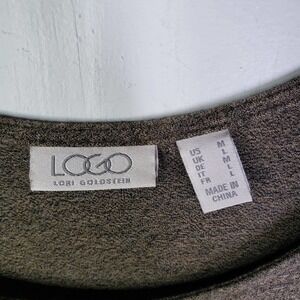 LOGO
LORI GOLDSTEIN
US M
UK L
DE M
IT L
FR L
MADE IN
CHINA